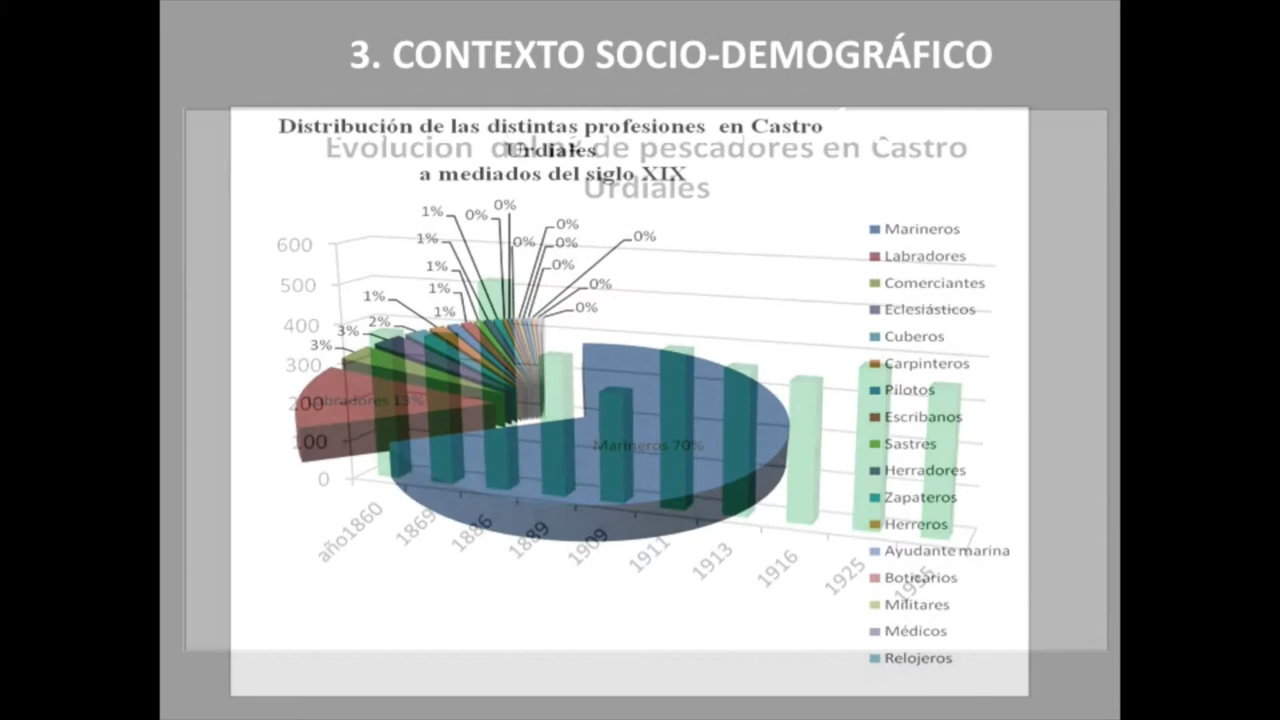 3. CONTEXTO SOCIO-DEMOGRÁFICO
Distribución de las distintas profesiones en Castro
Urdiales
a mediados del siglo XIX
Evolucion de pescadores en Castro
Urdiales
600
500
400
300
200
100
0
1%
0%
0%
0%
0%
1%
0%
0%
1%
0%
1%
0%
1%
1%
0%
2%
3%
3%
Labradores 13%
Marineros 70%
año1860
1869
1886
1889
1909
1911
1913
1916
1925
Marineros
Labradores
Comerciantes
Eclesiásticos
Cuberos
Carpinteros
Pilotos
Escribanos
Sastres
Herradores
Zapateros
Herreros
Ayudante marina
Boticarios
Militares
Médicos
Relojeros